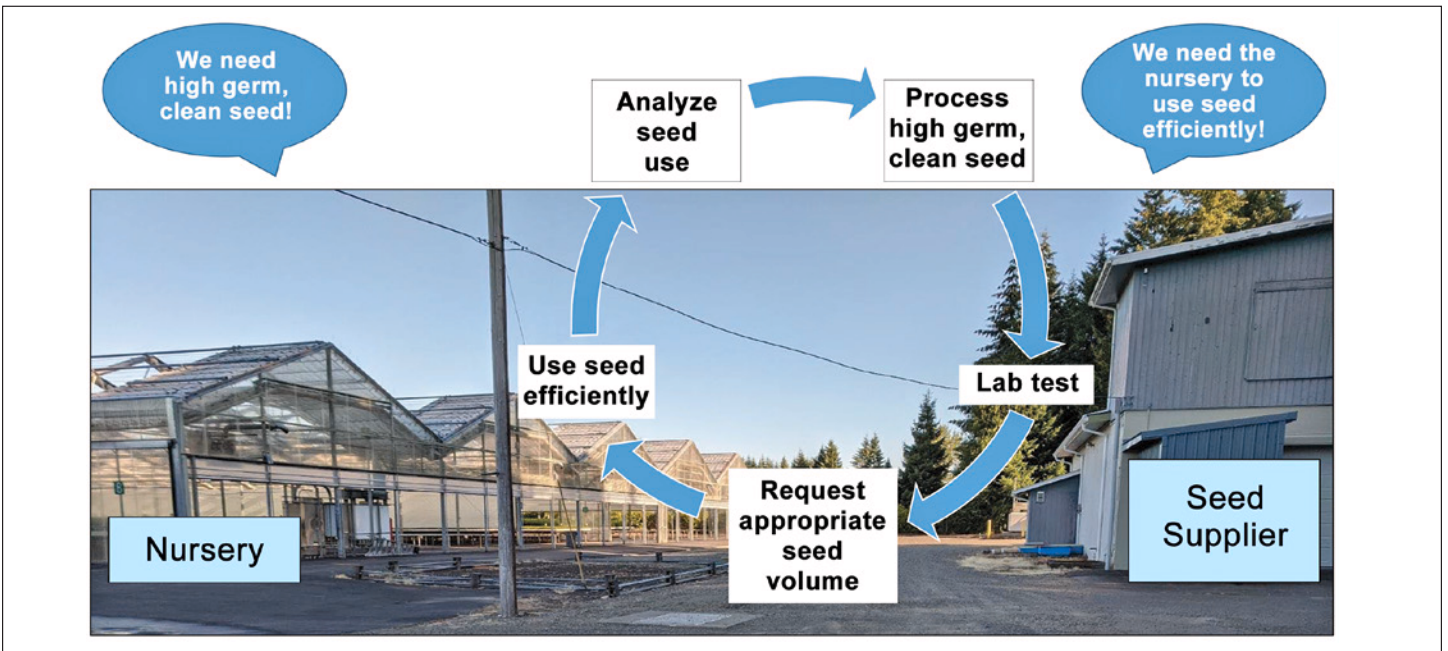 We need
high germ,
clean seed!
Analyze
seed
use
Process
high germ,
clean seed
We need the
nursery to
use seed
efficiently!
Use seed
efficiently
Lab test
Request
appropriate
seed
volume
Nursery
Seed
Supplier